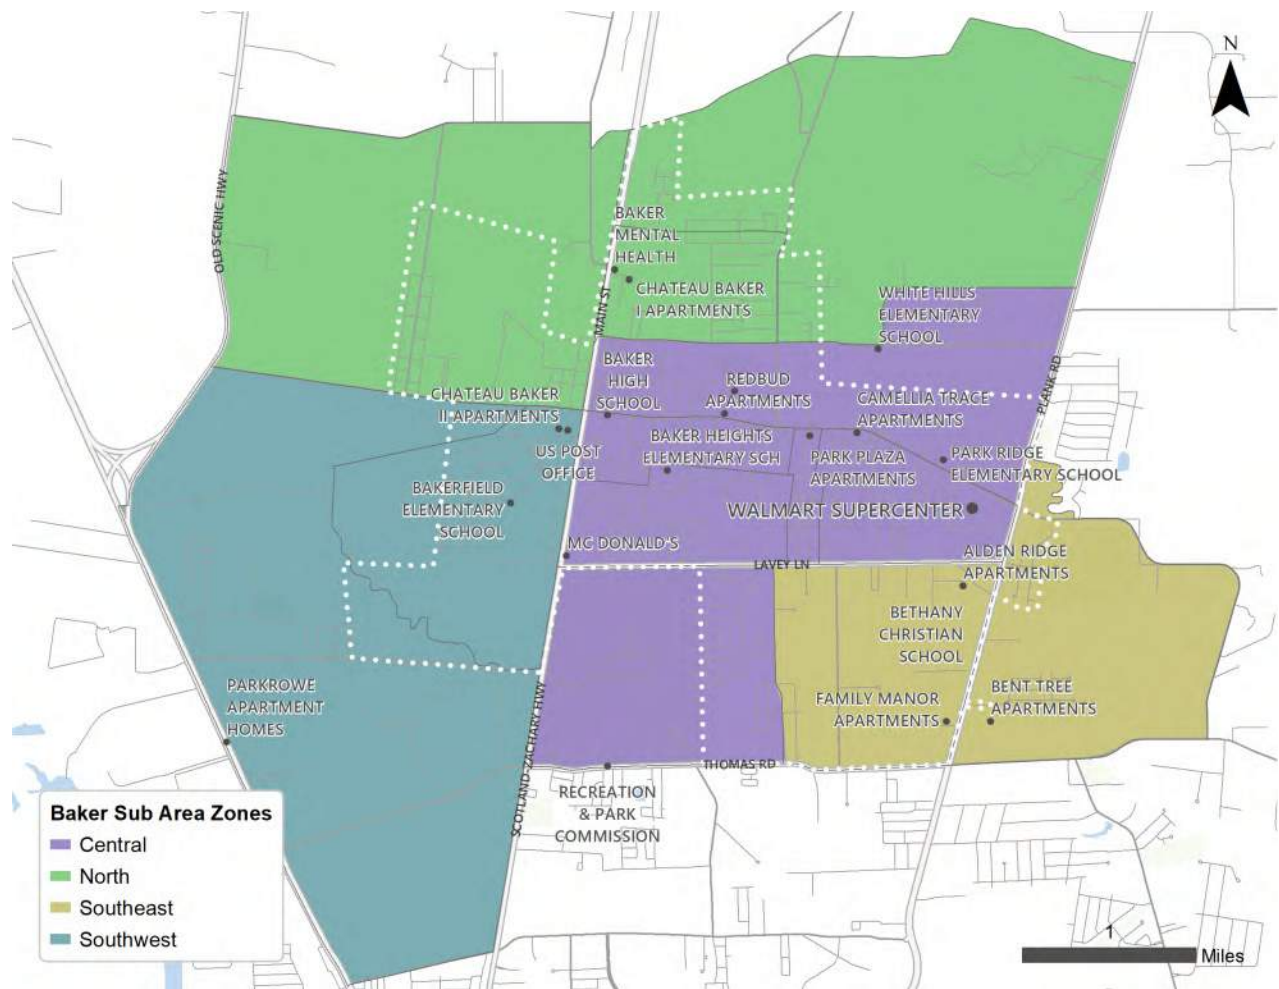 N
OLD SCENIC HWY
BAKER
MENTAL
HEALTH
CHATEAU BAKER
I APARTMENTS
WHITE HILLS
ELEMENTARY
SCHOOL
MAIN ST
BAKER
HIGH
SCHOOL
REDBUD
APARTMENTS
PLANK RD
CHATEAU BAKER
II APARTMENTS
CAMELLIA TRACE
APARTMENTS
US POST
OFFICE
BAKER HEIGHTS
ELEMENTARY SCH
PARK PLAZA
APARTMENTS
PARK RIDGE
ELEMENTARY SCHOOL
BAKERFIELD
ELEMENTARY
SCHOOL
WALMART SUPERCENTER
MC DONALD'S
LAVEY LN
ALDEN RIDGE
APARTMENTS
BETHANY
CHRISTIAN
SCHOOL
PARKROWE
APARTMENT
HOMES
SCOTLAND-ZACHARY HWY
FAMILY MANOR
APARTMENTS
BENT TREE
APARTMENTS
THOMAS RD
RECREATION
& PARK
COMMISSION
Baker Sub Area Zones
Central
North
Southeast
Southwest
1
Miles